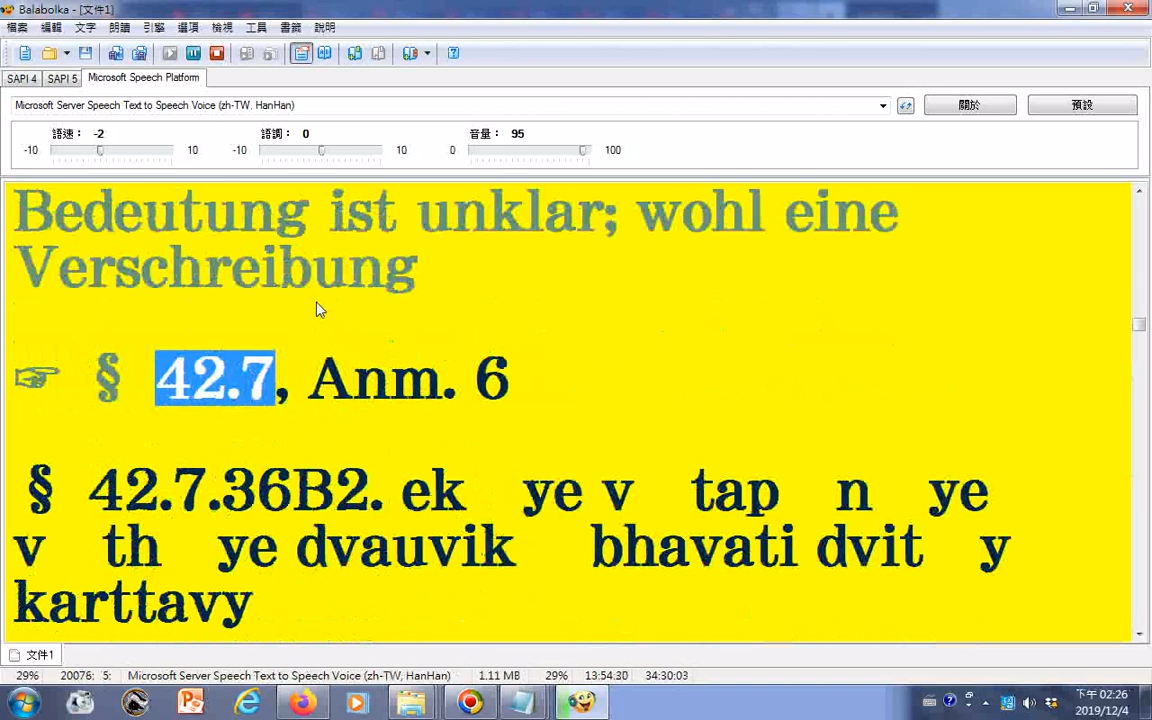 Balabolka - [文件1]
檔案 編輯 文字 朗讀 引擎 選項 檢視 工具 書籤 說明
SAPI 4 SAPI 5 Microsoft Speech Platform
Microsoft Server Speech Text to Speech Voice (zh-TW, HanHan) 關於 預設
語速： -2 語調： 0 音量： 95
-10 10 -10 10 0 100
Bedeutung ist unklar; wohl eine
Verschreibung
☞ § 42.7, Anm. 6
§ 42.7.36B2. ek ye v tap n ye
v th ye dvauvik bhavati dvit y
karttavy
文件1
29% 20076: 5: Microsoft Server Speech Text to Speech Voice (zh-TW, HanHan) 1.11 MB 29% 13:54:30 34:30:03
下午 02:26
2019/12/4